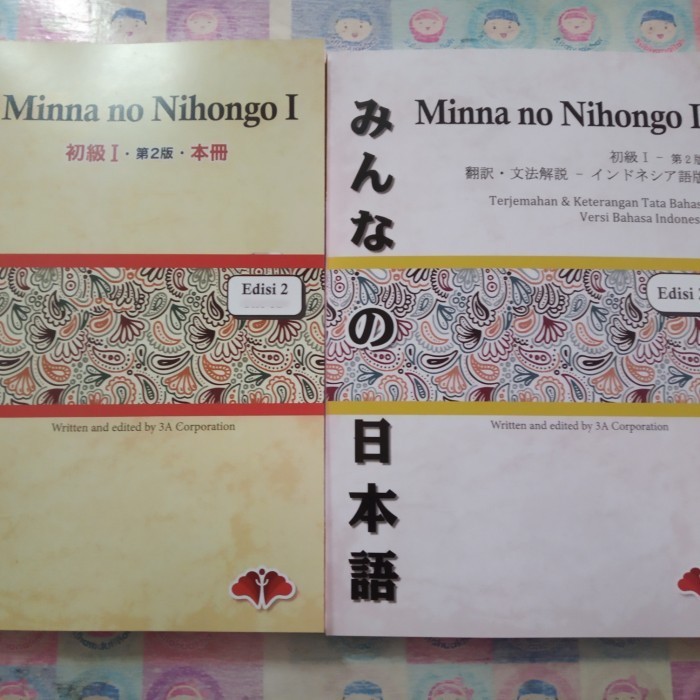 Minna no Nihongo I
初級 I・第2版・本冊
Edisi 2
Written and edited by 3A Corporation
みんなの日本語
Minna no Nihongo I
初級 I - 第2版
翻訳・文法解説 - インドネシア語版
Terjemahan & Keterangan Tata Bahas
Versi Bahasa Indones
Edisi
Written and edited by 3A Corporation